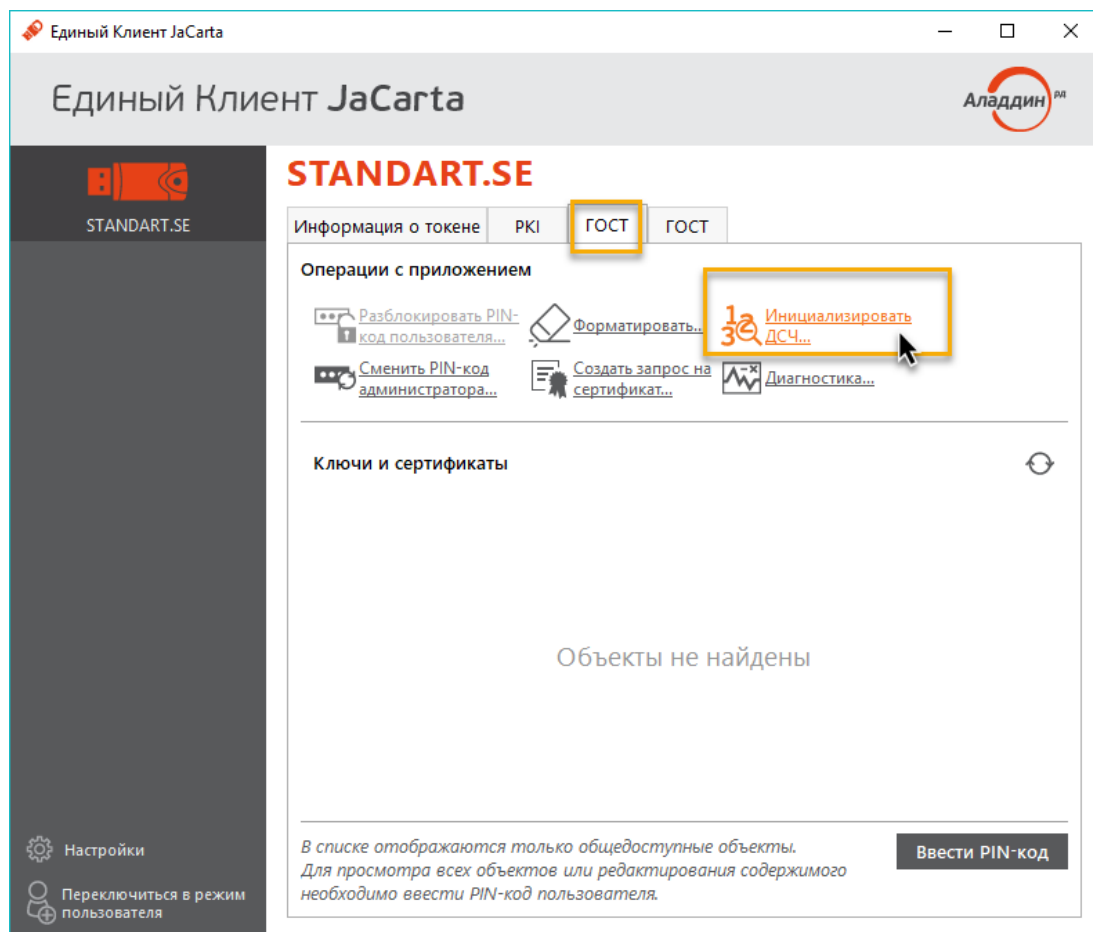 Единый Клиент JaCarta
Единый Клиент JaCarta
Аладдин РД
STANDART.SE
STANDART.SE
Информация о токене PKI ГОСТ ГОСТ
Операции с приложением
Разблокировать PIN-
код пользователя...
Форматировать...
Инициализировать
ДСЧ...
Сменить PIN-код
администратора...
Создать запрос на
сертификат...
Диагностика...
Ключи и сертификаты
Объекты не найдены
В списке отображаются только общедоступные объекты.
Для просмотра всех объектов или редактирования содержимого
необходимо ввести PIN-код пользователя.
Ввести PIN-код
Настройки
Переключиться в режим
пользователя